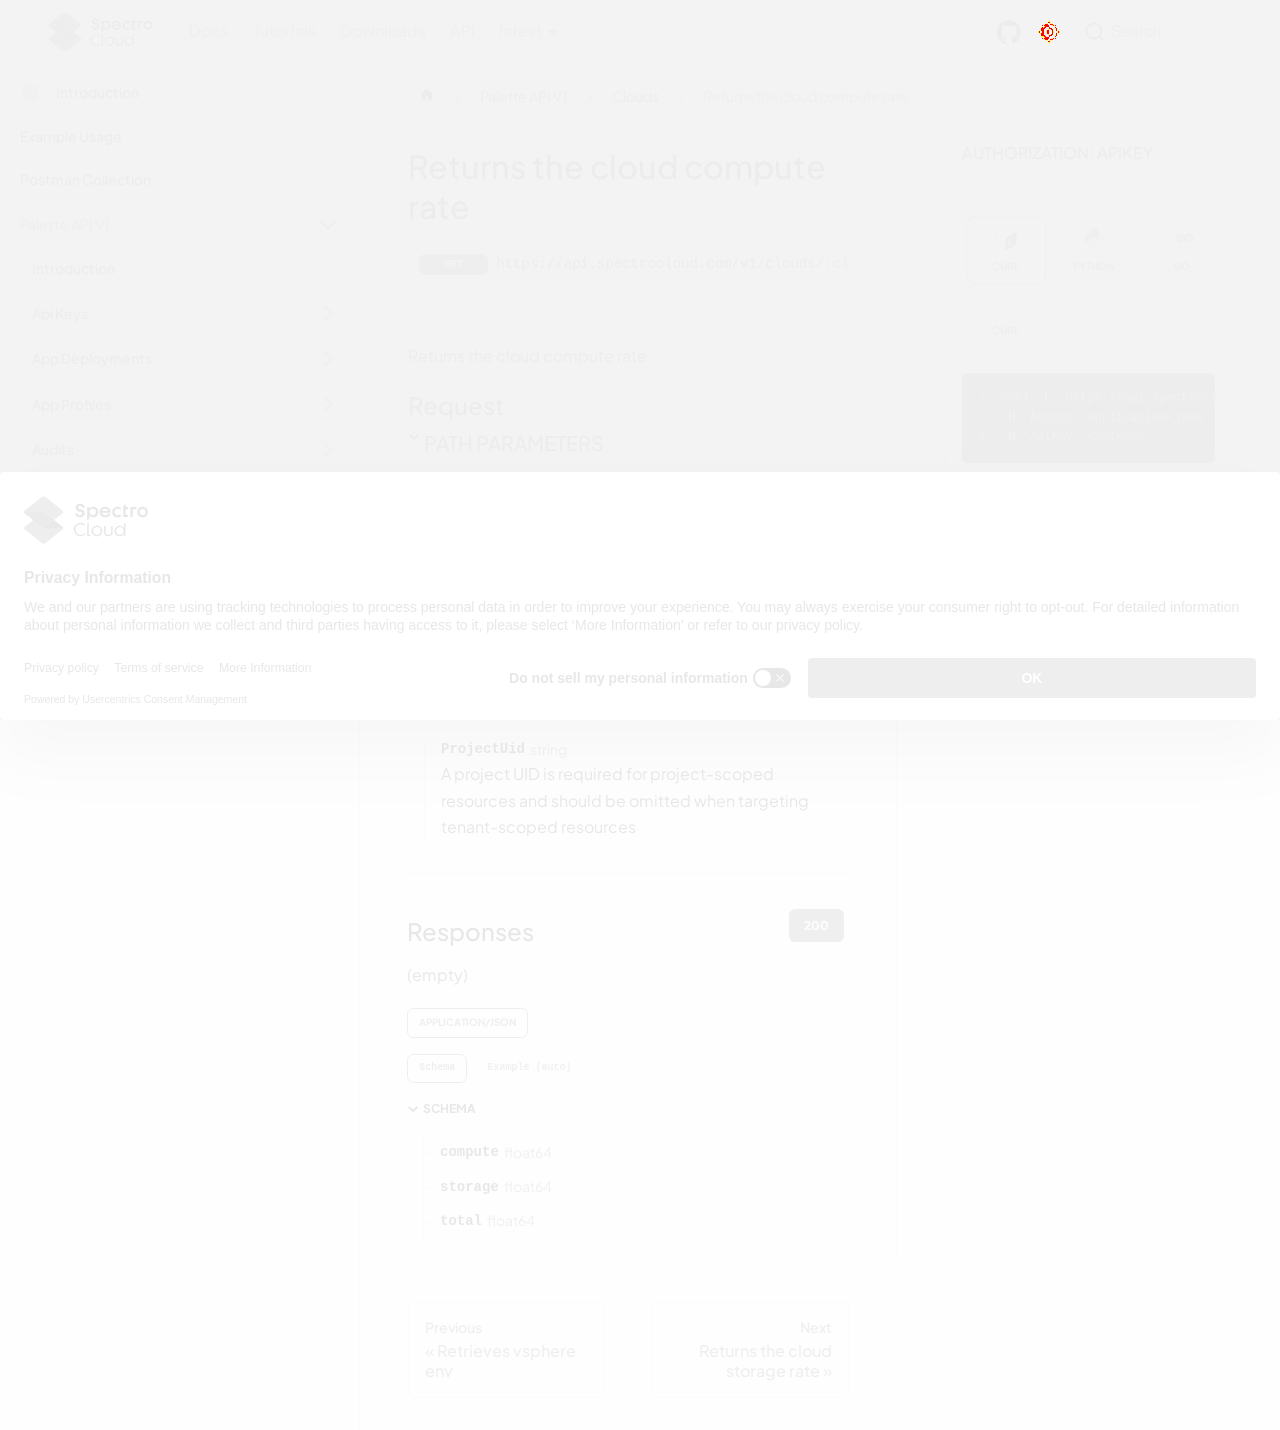 Spectro
Cloud
Docs Tutorials Downloads API latest
Search
Introduction
Example Usage
Postman Collection
Palette API V1
Introduction
Api Keys
App Deployments
App Profiles
Audits
Palette API V1
Clouds
Returns the cloud compute rate
Returns the cloud compute
rate
GET https://api.spectrocloud.com/v1/clouds/:cl
Returns the cloud compute rate
Request
PATH PARAMETERS
AUTHORIZATION: APIKEY
CURL PYTHON GO
CURL
Spectro
Cloud
Privacy Information
We and our partners are using tracking technologies to process personal data in order to improve your experience. You may always exercise your consumer right to opt-out. For detailed information
about personal information we collect and third parties having access to it, please select 'More Information' or refer to our privacy policy.
Privacy policy Terms of service More Information
Powered by Usercentrics Consent Management
Do not sell my personal information
OK
ProjectUid string
A project UID is required for project-scoped
resources and should be omitted when targeting
tenant-scoped resources
Responses
200
(empty)
APPLICATION/JSON
Schema Example (auto)
SCHEMA
compute float64
storage float64
total float64
Previous
« Retrieves vsphere
env
Next
Returns the cloud
storage rate »